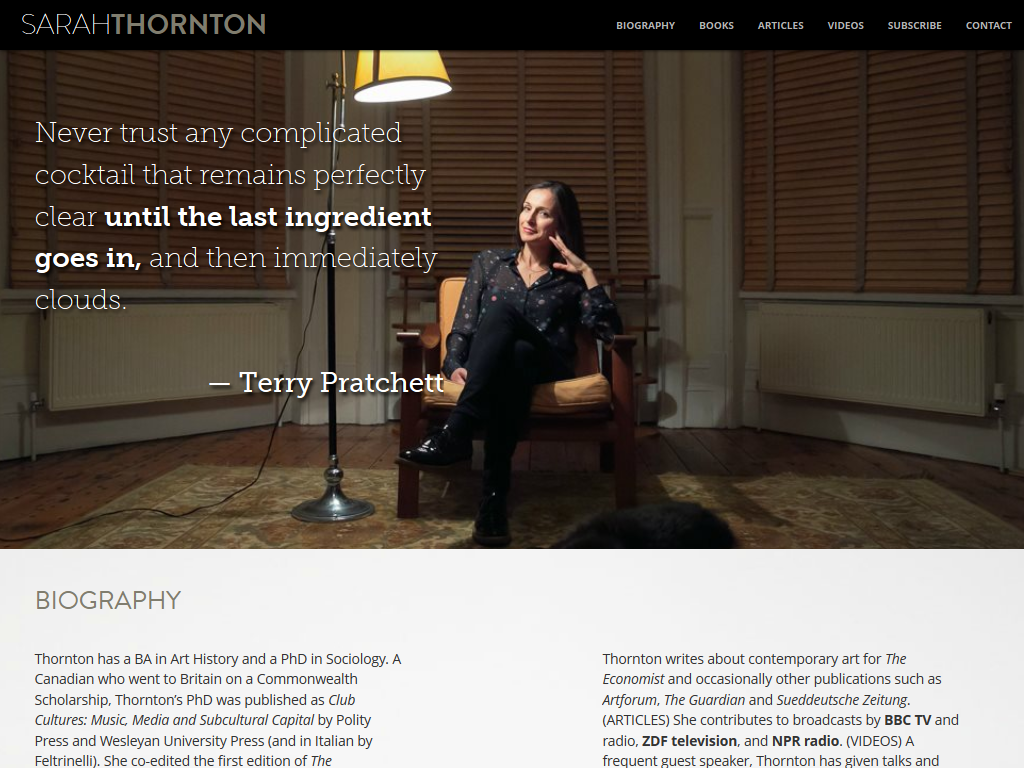 SARAHTHORNTON
BIOGRAPHY BOOKS ARTICLES VIDEOS SUBSCRIBE CONTACT
Never trust any complicated
cocktail that remains perfectly
clear until the last ingredient
goes in, and then immediately
clouds.
— Terry Pratchett
BIOGRAPHY
Thornton has a BA in Art History and a PhD in Sociology. A
Canadian who went to Britain on a Commonwealth
Scholarship, Thornton’s PhD was published as Club
Cultures: Music, Media and Subcultural Capital by Polity
Press and Wesleyan University Press (and in Italian by
Feltrinelli). She co-edited the first edition of The
Thornton writes about contemporary art for The
Economist and occasionally other publications such as
Artforum, The Guardian and Sueddeutsche Zeitung.
(ARTICLES) She contributes to broadcasts by BBC TV and
radio, ZDF television, and NPR radio. (VIDEOS) A
frequent guest speaker, Thornton has given talks and